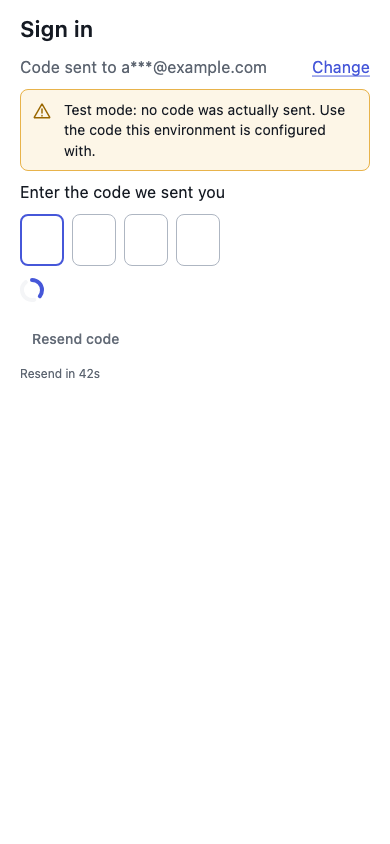 Sign in
Code sent to a***@example.com
Change
Test mode: no code was actually sent. Use
the code this environment is configured
with.
Enter the code we sent you
Resend code
Resend in 42s